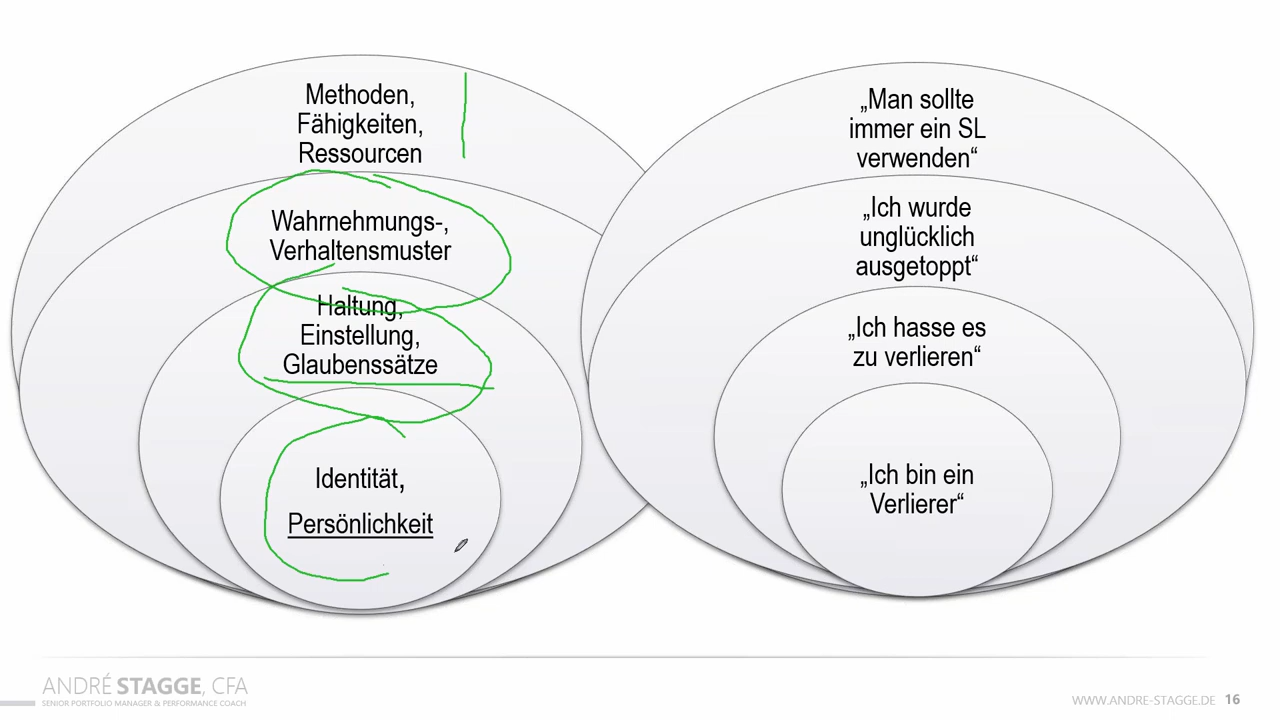 Methoden,
Fähigkeiten,
Ressourcen
Wahrnehmungs-,
Verhaltensmuster
Haltung,
Einstellung,
Glaubenssätze
Identität,
Persönlichkeit
„Man sollte
immer ein SL
verwenden“
„Ich wurde
unglücklich
ausgetoppt“
„Ich hasse es
zu verlieren“
„Ich bin ein
Verlierer“
ANDRÉ STAGGE, CFA
SENIOR PORTFOLIO MANAGER & PERFORMANCE COACH
WWW.ANDRE-STAGGE.DE 16